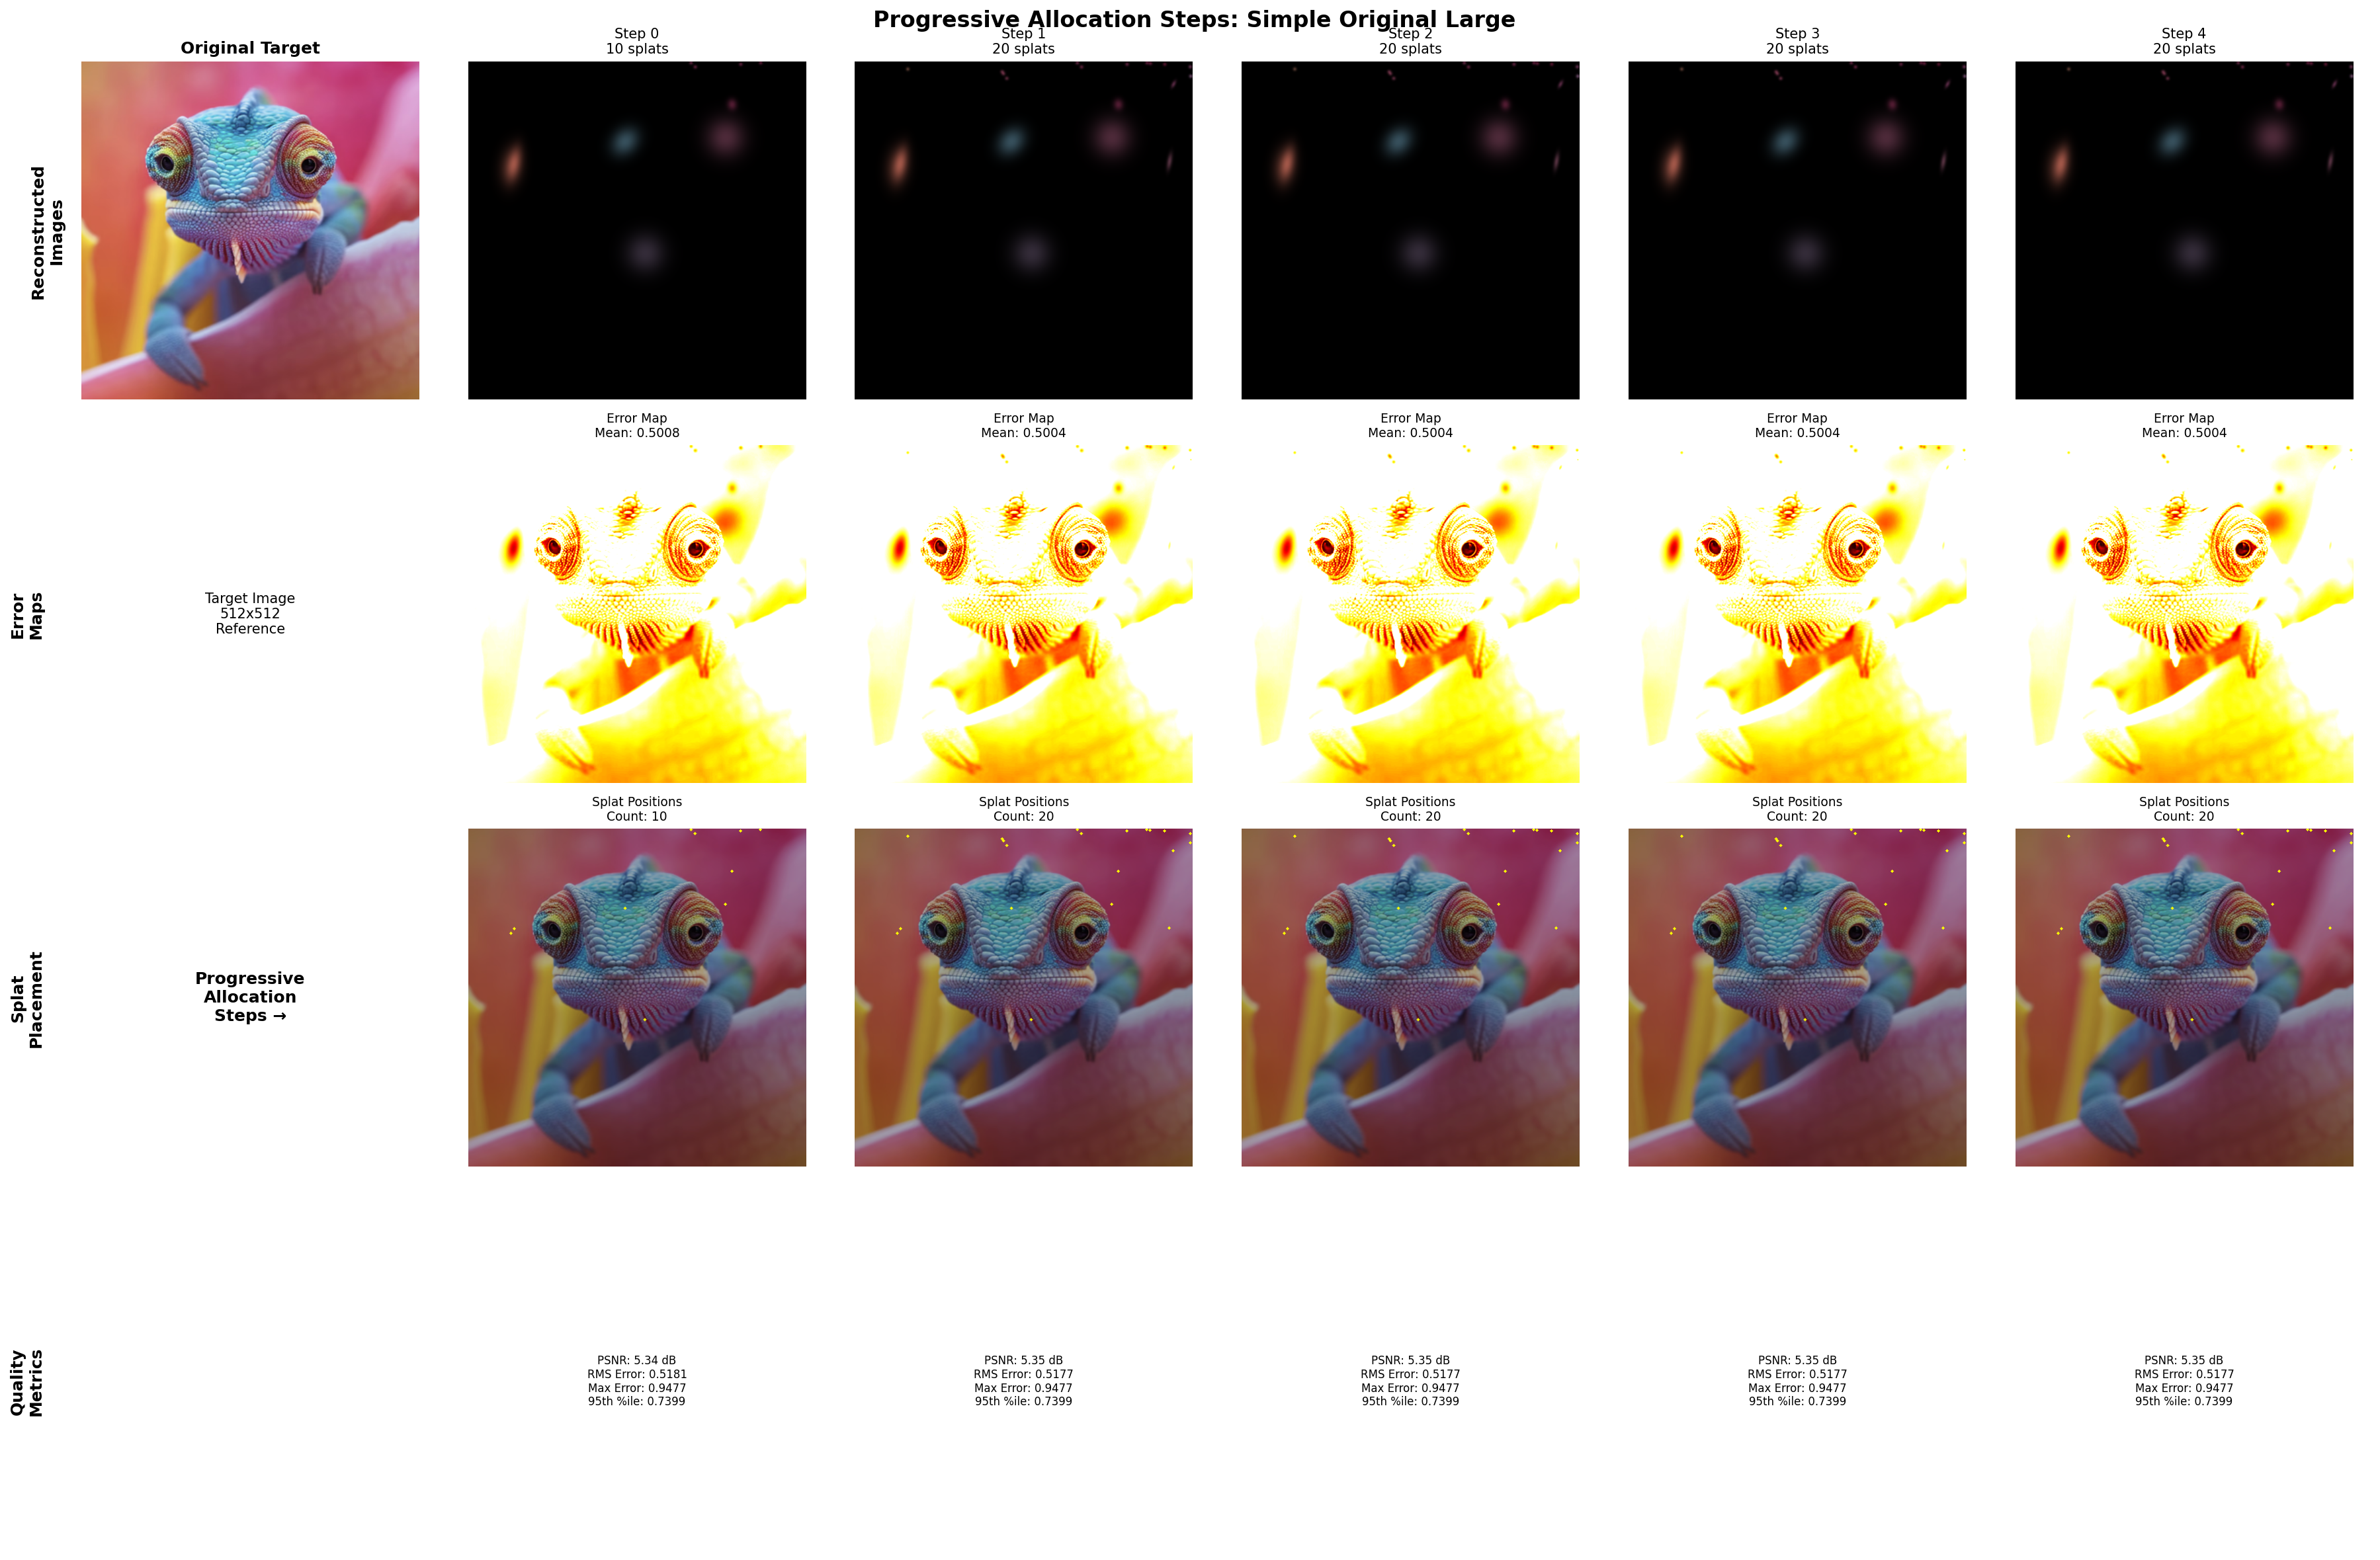 Progressive Allocation Steps: Simple Original Large
Original Target
Step 0
10 splats
Step 1
20 splats
Step 2
20 splats
Step 3
20 splats
Step 4
20 splats
Reconstructed
Images
Error Map
Mean: 0.5008
Error Map
Mean: 0.5004
Error Map
Mean: 0.5004
Error Map
Mean: 0.5004
Error Map
Mean: 0.5004
Error
Maps
Target Image
512x512
Reference
Splat Positions
Count: 10
Splat Positions
Count: 20
Splat Positions
Count: 20
Splat Positions
Count: 20
Splat Positions
Count: 20
Splat
Placement
Progressive
Allocation
Steps →
Quality
Metrics
PSNR: 5.34 dB
RMS Error: 0.5181
Max Error: 0.9477
95th %ile: 0.7399
PSNR: 5.35 dB
RMS Error: 0.5177
Max Error: 0.9477
95th %ile: 0.7399
PSNR: 5.35 dB
RMS Error: 0.5177
Max Error: 0.9477
95th %ile: 0.7399
PSNR: 5.35 dB
RMS Error: 0.5177
Max Error: 0.9477
95th %ile: 0.7399
PSNR: 5.35 dB
RMS Error: 0.5177
Max Error: 0.9477
95th %ile: 0.7399